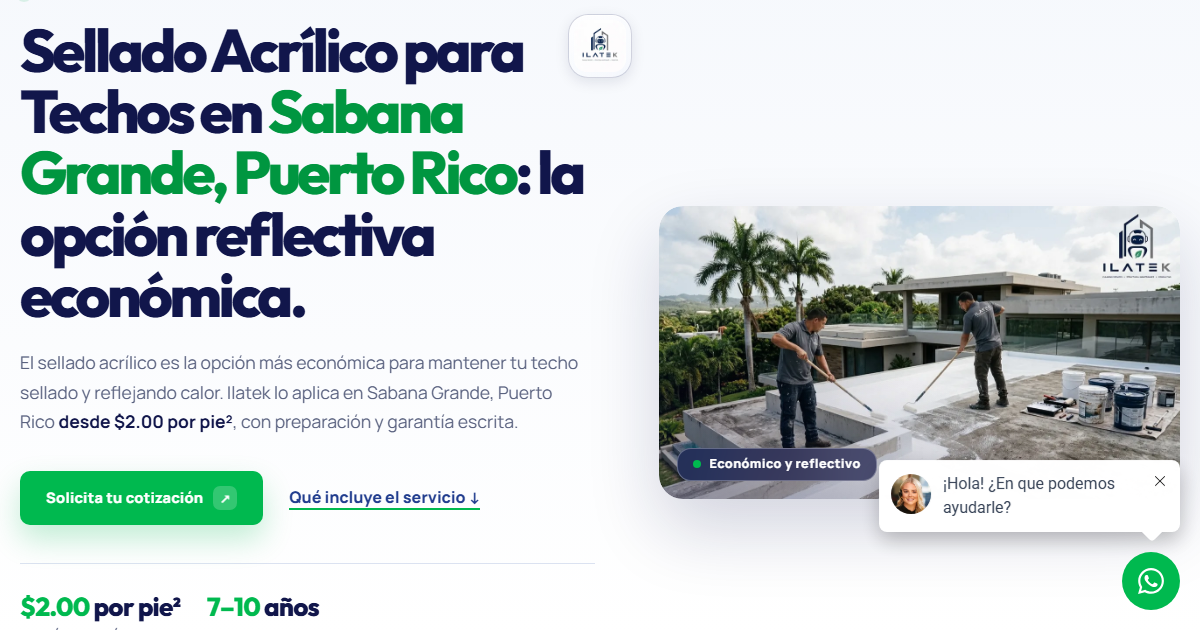 Sellado Acrílico para
Techos en Sabana
Grande, Puerto Rico: la
opción reflectiva
económica.
ILATEK
El sellado acrílico es la opción más económica para mantener tu techo
sellado y reflejando calor. Ilatek lo aplica en Sabana Grande, Puerto
Rico desde $2.00 por pie², con preparación y garantía escrita.
Solicita tu cotización ↗
Qué incluye el servicio ↓
$2.00 por pie²
7–10 años
ILATEK
Económico y reflectivo
¡Hola! ¿En que podemos
ayudarle?